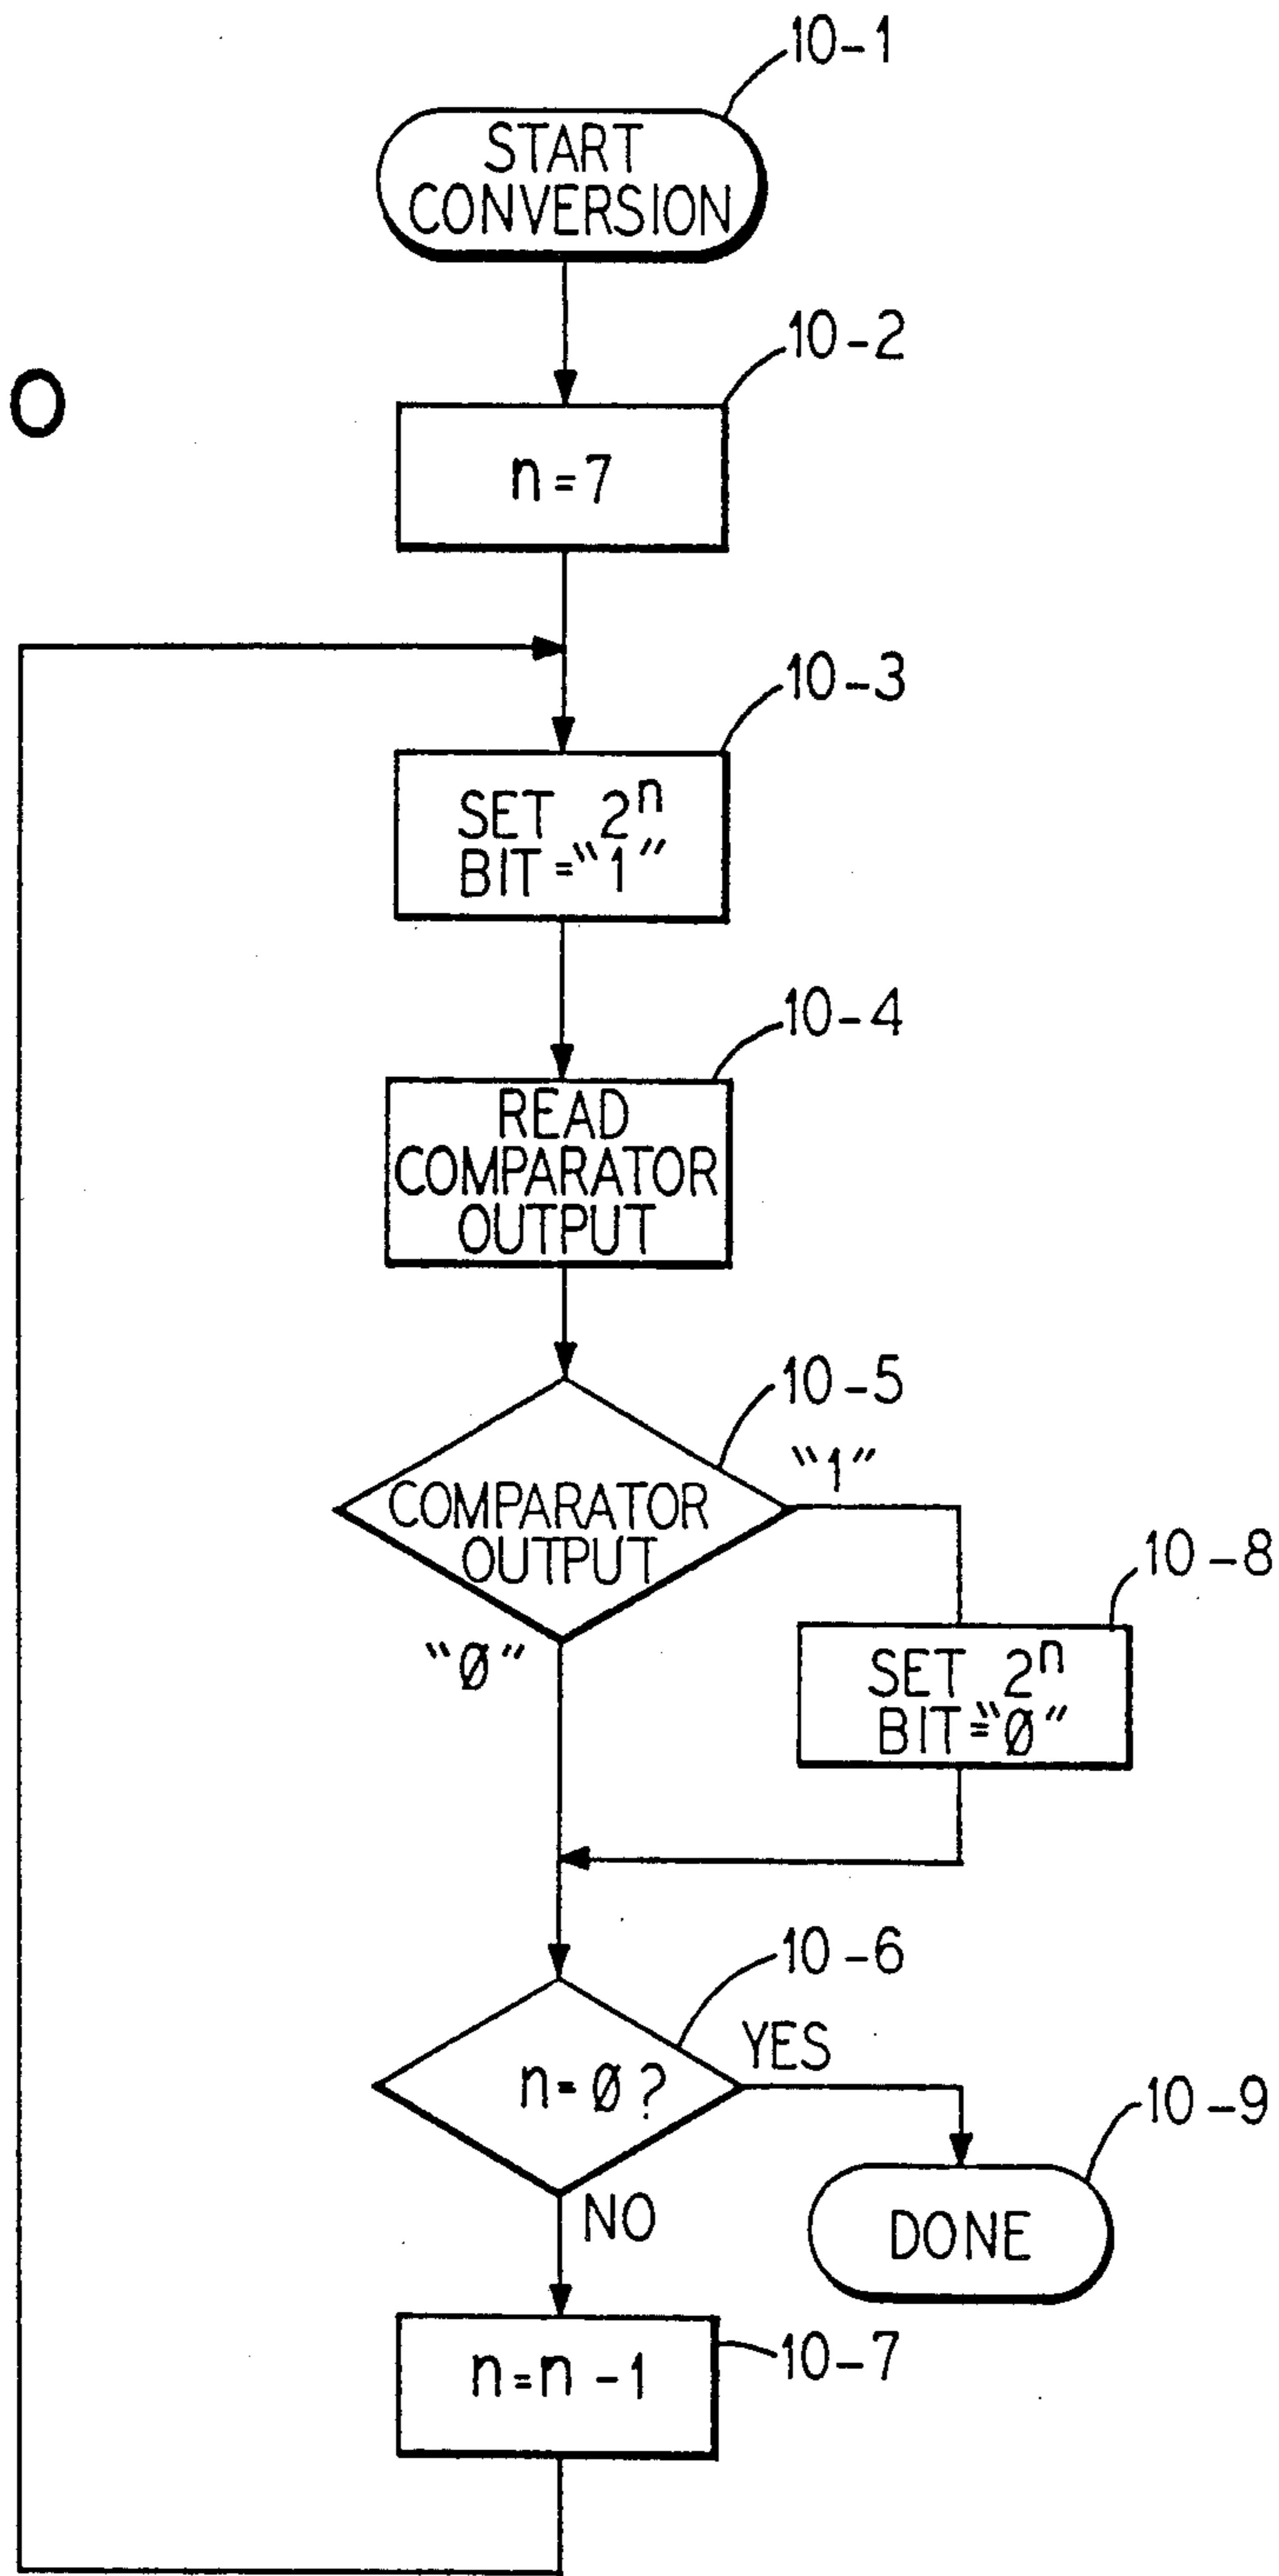 10-1
START
CONVERSION
10-2
0
n=7
10-3
SET 2ⁿ
BIT="1"
10-4
READ
COMPARATOR
OUTPUT
10-5
"1"
COMPARATOR
OUTPUT
10-8
"Ø"
SET 2ⁿ
BIT="Ø"
10-6
YES
n=Ø?
10-9
NO
DONE
10-7
n=n-1